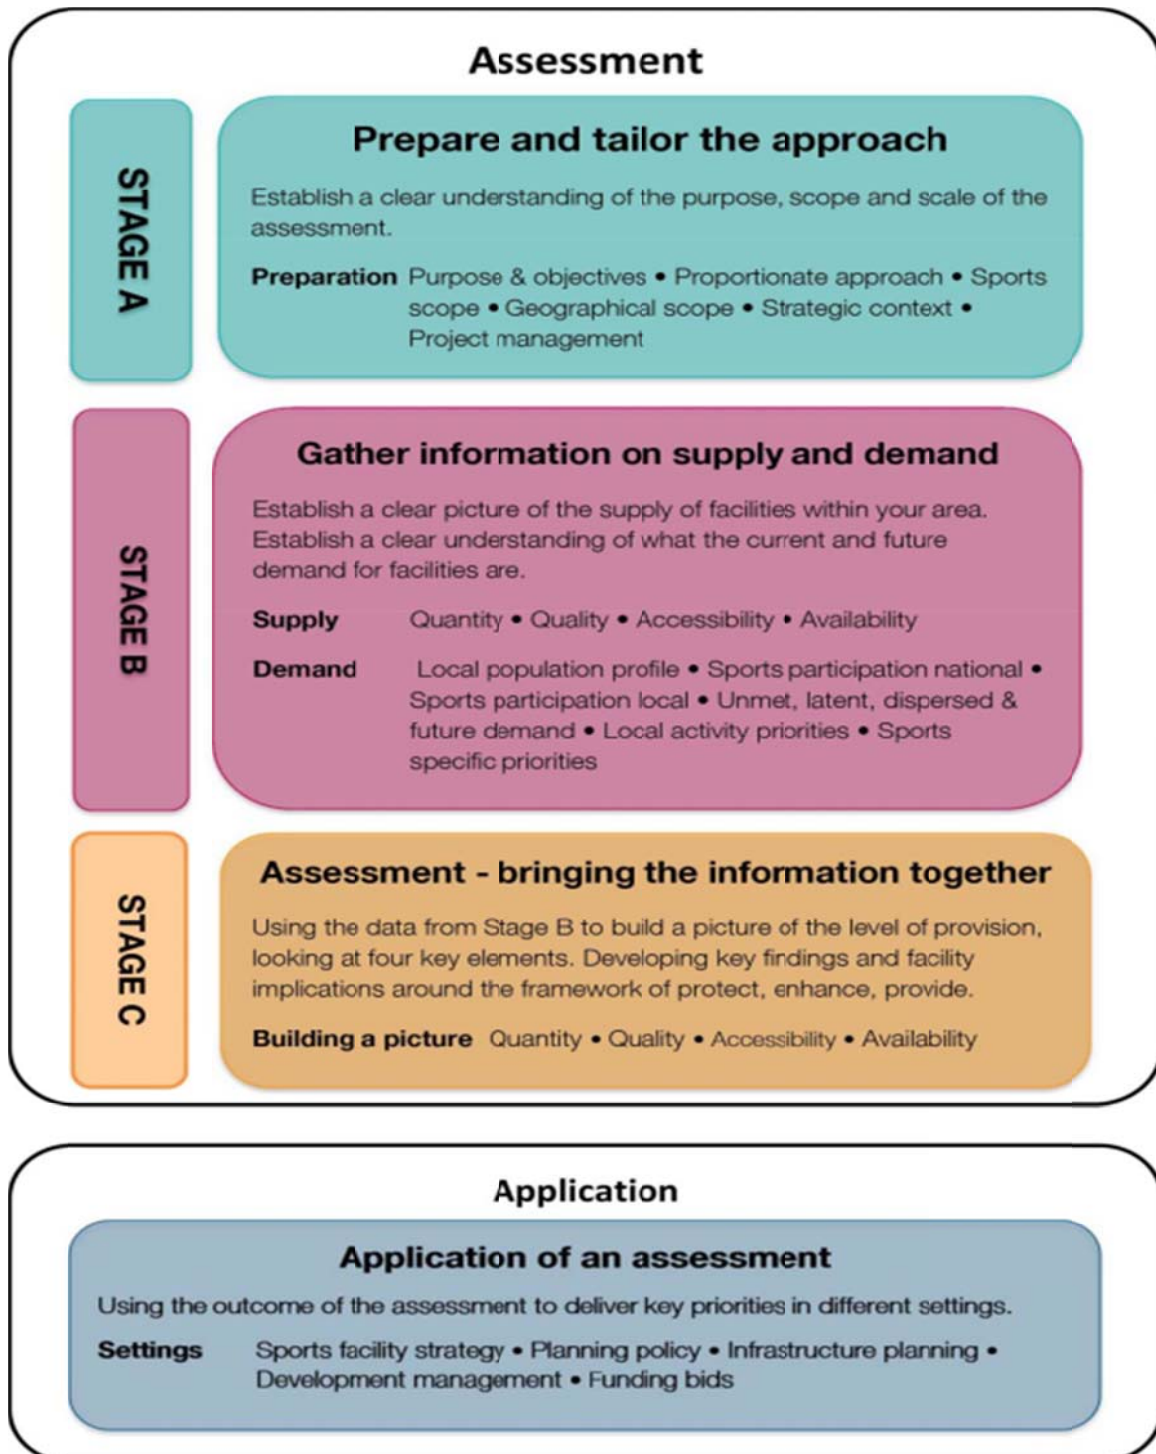 Assessment
STAGE A
Prepare and tailor the approach
Establish a clear understanding of the purpose, scope and scale of the
assessment.
Preparation Purpose & objectives • Proportionate approach • Sports
scope • Geographical scope • Strategic context •
Project management
STAGE B
Gather information on supply and demand
Establish a clear picture of the supply of facilities within your area.
Establish a clear understanding of what the current and future
demand for facilities are.
Supply Quantity • Quality • Accessibility • Availability
Demand Local population profile • Sports participation national •
Sports participation local • Unmet, latent, dispersed &
future demand • Local activity priorities • Sports
specific priorities
STAGE C
Assessment - bringing the information together
Using the data from Stage B to build a picture of the level of provision,
looking at four key elements. Developing key findings and facility
implications around the framework of protect, enhance, provide.
Building a picture Quantity • Quality • Accessibility • Availability
Application
Application of an assessment
Using the outcome of the assessment to deliver key priorities in different settings.
Settings Sports facility strategy • Planning policy • Infrastructure planning •
Development management • Funding bids